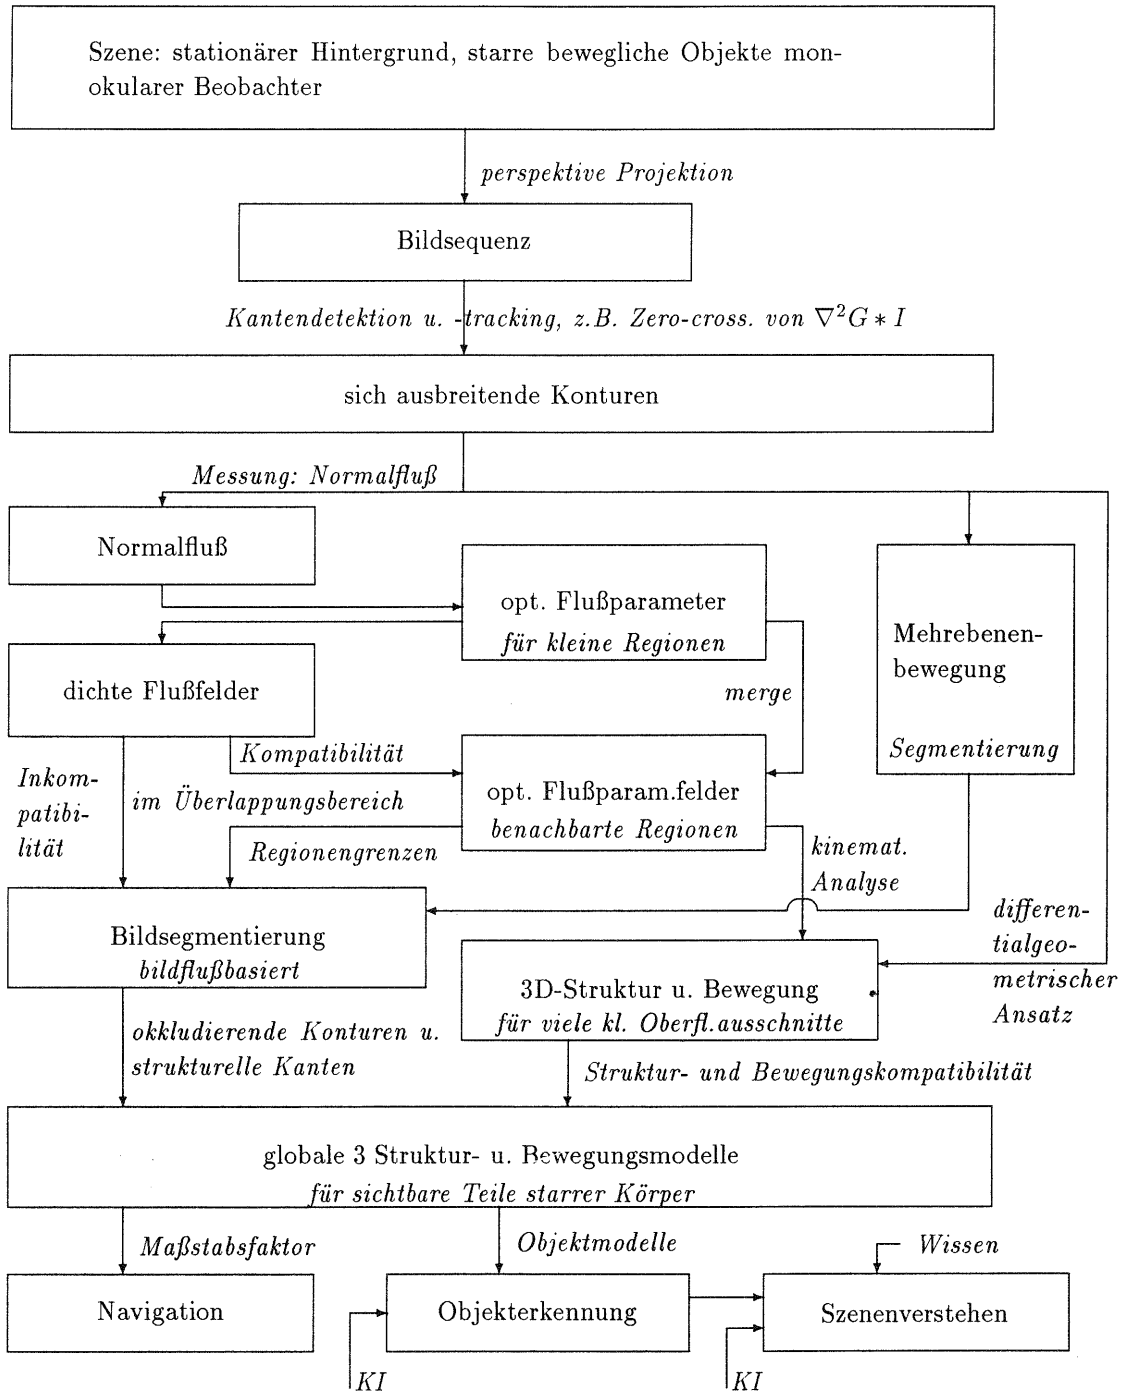 Szene: stationärer Hintergrund, starre bewegliche Objekte mon-
okularer Beobachter
perspektive Projektion
Bildsequenz
Kantendetektion u. -tracking, z.B. Zero-cross. von ∇²G ∗ I
sich ausbreitende Konturen
Messung: Normalfluß
Normalfluß
opt. Flußparameter
für kleine Regionen
Mehrebenen-
bewegung
Segmentierung
dichte Flußfelder
merge
Kompatibilität
im Überlappungsbereich
Inkom-
patibi-
lität
opt. Flußparam.felder
benachbarte Regionen
Regionengrenzen
kinemat.
Analyse
differen-
tialgeo-
metrischer
Ansatz
Bildsegmentierung
bildflußbasiert
3D-Struktur u. Bewegung
für viele kl. Oberfl.ausschnitte
okkludierende Konturen u.
strukturelle Kanten
Struktur- und Bewegungskompatibilität
globale 3 Struktur- u. Bewegungsmodelle
für sichtbare Teile starrer Körper
Maßstabsfaktor
Objektmodelle
Wissen
Navigation
Objekterkennung
Szenenverstehen
KI
KI